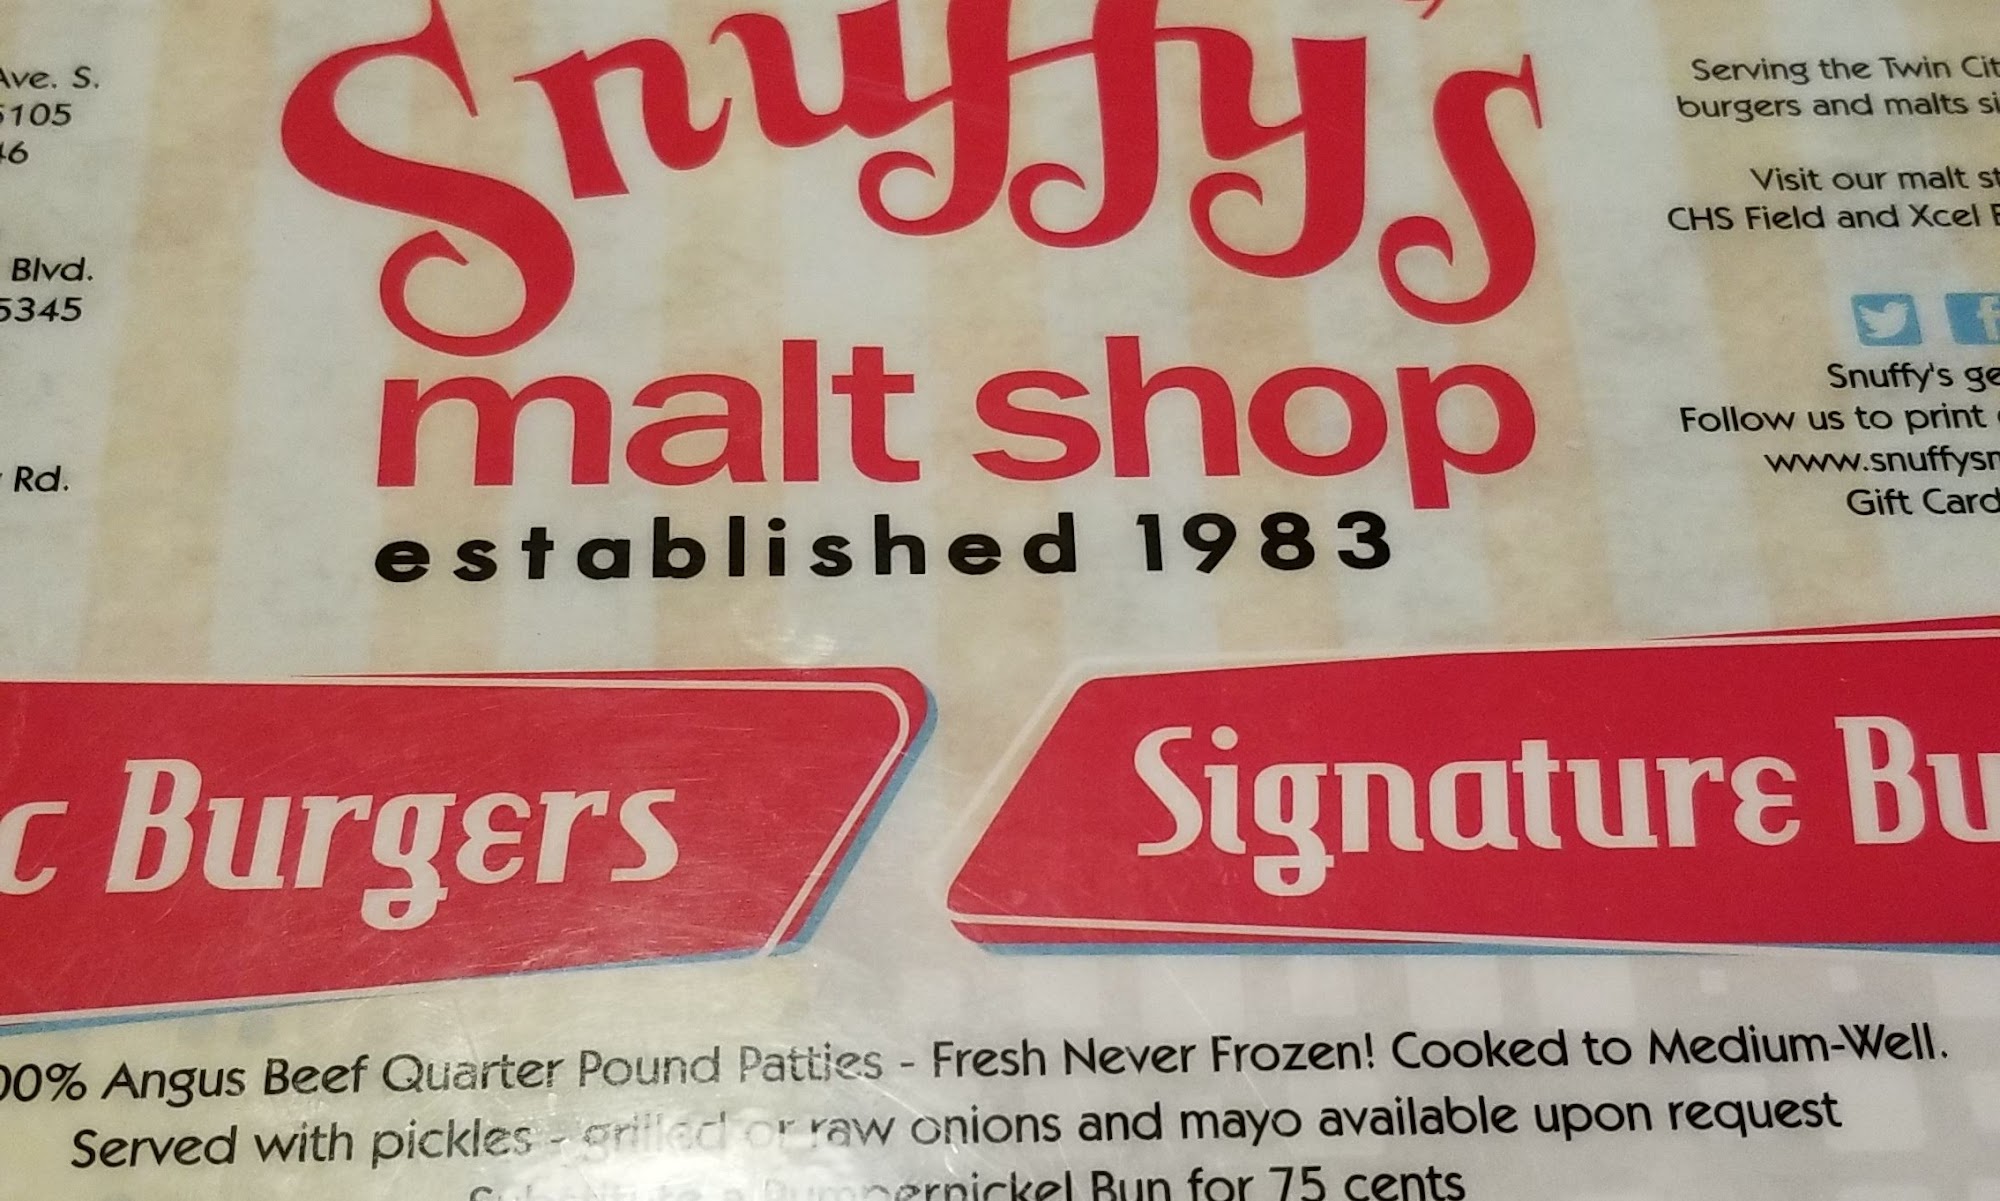 Snuffy's
malt shop
established 1983
Ave. S.
5105
46
Blvd.
5345
Rd.
Serving the Twin Cit
burgers and malts si
Visit our malt st
CHS Field and Xcel E
Snuffy's ge
Follow us to print
www.snuffysm
Gift Card
c Burgers
Signature Bu
00% Angus Beef Quarter Pound Patties - Fresh Never Frozen! Cooked to Medium-Well.
Served with pickles - grilled or raw onions and mayo available upon request
Substitute a Pumpernickel Bun for 75 cents